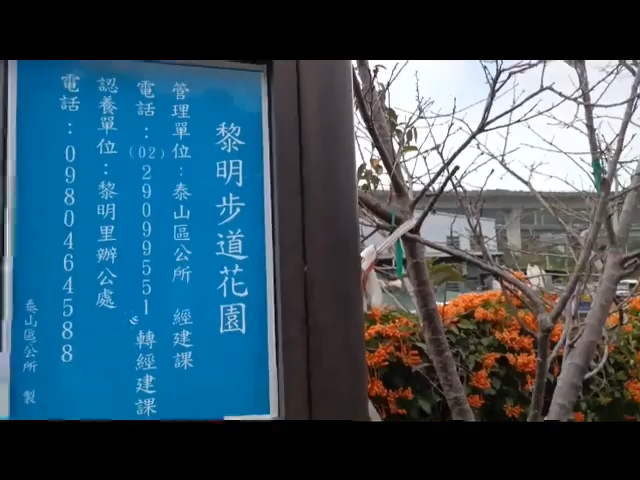 黎明步道花園
管理單位：泰山區公所 經建課
電話：(02)29099551轉經建課
認養單位：黎明里辦公處
電話：0980464588
泰山區公所 製